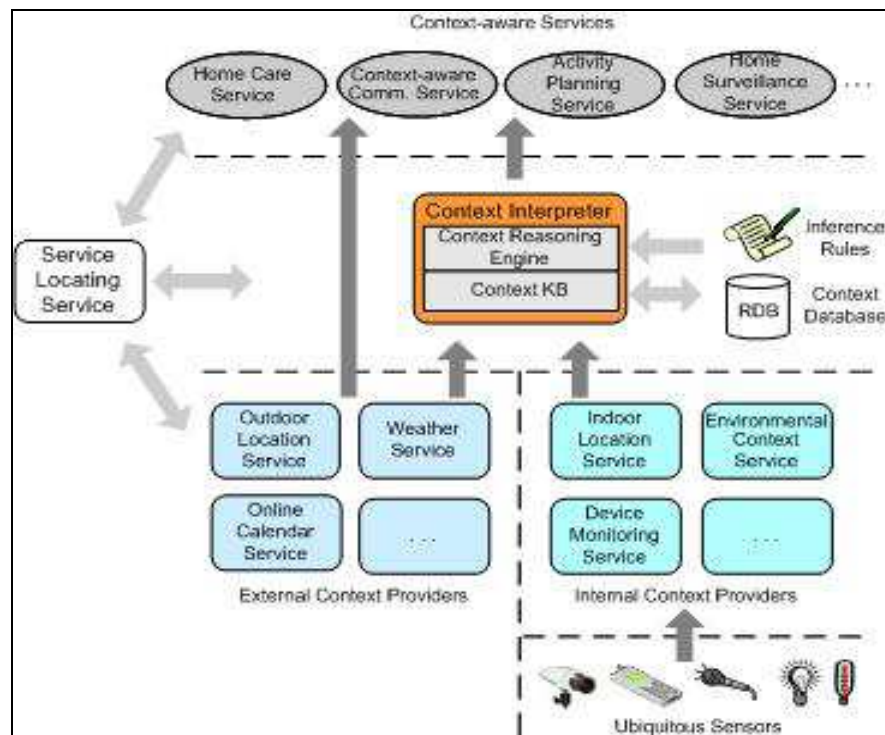 Context-aware Services
Home Care
Service
Context-aware
Comm. Service
Activity
Planning
Service
Home
Surveillance
Service
...
Context Interpreter
Context Reasoning
Engine
Context KB
Inference
Rules
RDB
Context
Database
Service
Locating
Service
Outdoor
Location
Service
Weather
Service
Online
Calendar
Service
...
External Context Providers
Indoor
Location
Service
Environmental
Context
Service
Device
Monitoring
Service
...
Internal Context Providers
Ubiquitous Sensors